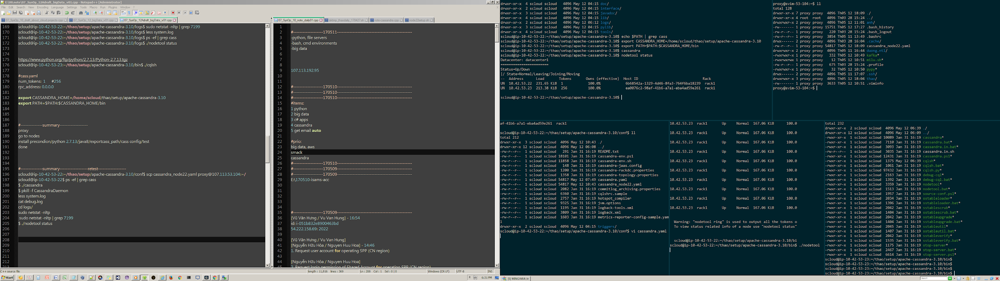 E:\00.note\07_SysOp_12Adraft_bigData_v01.cpp - Notepad++ [Administrator]
File Edit Search View Encoding Language Settings Tools Macro Run Plugins Window ?
07_SysOp_10_draft_about_cloud.projects.cpp
07_SysOp_12_bigData_v01.cpp
07_SysOp_12Adraft_bigData_v01.cpp
169 scloud@ip-10-42-53-22:~/thao/setup/apache-cassandra-3.10/logs$ sudo netstat -nltp | grep 7199
170 scloud@ip-10-42-53-22:~/thao/setup/apache-cassandra-3.10/logs$ less system.log
171 scloud@ip-10-42-53-22:~/thao/setup/apache-cassandra-3.10/logs$ ps -ef | grep cass
172 scloud@ip-10-42-53-22:~/thao/setup/apache-cassandra-3.10/logs$ ./nodetool status
173
174
175 https://www.python.org/ftp/python/2.7.13/Python-2.7.13.tgz
176 scloud@ip-10-42-53-22:~/thao/setup/apache-cassandra-3.10/bin$ ./cqlsh
177
178 #cass.yaml
179 num_tokens: 1 #256
180 rpc_address: 0.0.0.0
181
182 export CASSANDRA_HOME=/home/scloud/thao/setup/apache-cassandra-3.10
183 export PATH=$PATH:$CASSANDRA_HOME/bin
184
185
186
187 #--------------summary------------------
188 proxy
189 go to nodes
190 install precondion/python 2.7.13/java8/exportcass_path/cass config/test
191 done
192
193
194
195 #--------------summary------------------retest------------------
196 scloud@ip-10-42-53-22:~/thao/setup/apache-cassandra-3.10/conf$ scp cassandra_node22.yaml proxy@107.113.53.104:~/
197 scloud@ip-10-42-53-22$ ps -ef | grep cass
198 $ ./cassandra
199 $ pkill -f CassandraDaemon
200 less system.log
201 cat debug.log
202 cd logs/
203 sudo netstat -nltp
204 sudo netstat -nltp | grep 7199
205 $ ./nodetool status
206
207
208
209
210
211
212
213
07_SysOp_10_note_daily01.cpp
taktmp_thaodaily_170427.sh
note-cassandra.cpp
node22setup.sh
1
2 #-------------------170511------------------------------------------------
3 -python, file servers
4 -bash, cmd environments
5 -big data
6
7
8
9 107.113.192.95
10
11
12 #-------------------170510------------------------------------------------
13 #-------------------170510------------------------------------------------
14 #-------------------170510------------------------------------------------
15 #items:
16 1 python
17 2 big data
18 3 c# apps
19 4 cassandra
20 5 get email auto
21
22 #prio:
23 big data, aws
24 smack
25 cassandra
26 #-------------------170510------------------------------------------------
27 #-------------------170509------------------------------------------------
28 #-------------------170509------------------------------------------------
29 E:\170510-isams-acc
30
31
32
33
34
35 #-------------------170509------------------------------------------------
36 [Vũ Văn Hưng / Vu Van Hung] - 16:54
37 id: i-051b832e8900463bd
38 54.222.158.69: 2022
39
40 [Vũ Văn Hưng / Vu Van Hung]
41 [Nguyễn Hữu Hòa / Nguyen Huu Hoa] - 14:46
42 1. Request user account for operating SPP (CN region)
43
44 [Nguyễn Hữu Hòa / Nguyen Huu Hoa]
45 2. Request login permission of Shared Account for operating SPP (CN region)
C++ source file
length : 11,816 lines : 369
Ln : 208 Col : 1 Sel : 0 | 0
Windows (CR LF)
UTF-8
INS
Start
6:31 PM
drwxr-xr-x 4 scloud scloud 4096 May 12 04:15 doc/
drwxr-xr-x 2 scloud scloud 4096 May 12 04:15 interface/
drwxr-xr-x 3 scloud scloud 4096 May 12 04:15 javadoc/
drwxr-xr-x 4 scloud scloud 4096 May 12 04:15 lib/
drwxr-xr-x 2 scloud scloud 4096 May 12 06:12 logs/
drwxr-xr-x 3 scloud scloud 4096 May 12 04:15 pylib/
drwxr-xr-x 4 scloud scloud 4096 May 12 04:15 tools/
scloud@ip-10-42-53-22:~/thao/setup/apache-cassandra-3.10$ echo $PATH | grep cass
scloud@ip-10-42-53-22:~/thao/setup/apache-cassandra-3.10$ export CASSANDRA_HOME=/home/scloud/thao/setup/apache-cassandra-3.10
scloud@ip-10-42-53-22:~/thao/setup/apache-cassandra-3.10$ export PATH=$PATH:$CASSANDRA_HOME/bin
scloud@ip-10-42-53-22:~/thao/setup/apache-cassandra-3.10$ cassandra
scloud@ip-10-42-53-22:~/thao/setup/apache-cassandra-3.10$ nodetool status
Datacenter: datacenter1
=======================
Status=Up/Down
|/ State=Normal/Leaving/Joining/Moving
-- Address Load Tokens Owns (effective) Host ID Rack
UN 10.42.53.22 231.65 KiB 1 100.0% 6b68542a-1329-4d46-8fa3-764f6ba18239 rack1
UN 10.42.53.23 213.38 KiB 256 100.0% ea0076c2-98af-41b6-a7a1-eba4ad59e261 rack1
scloud@ip-10-42-53-22:~/thao/setup/apache-cassandra-3.10$
proxy@svim-53-104:~$ ll
total 128
drwxr-xr-x 7 proxy proxy 4096 Th05 12 18:09 ./
drwxr-xr-x 4 root root 4096 Th03 28 15:24 ../
drwxrwxr-x 2 proxy proxy 4096 Th05 12 11:01 anh/
-rw-r--r-- 1 proxy proxy 15751 Th05 12 17:27 .bash_history
-rw-r--r-- 1 proxy proxy 220 Th03 28 15:24 .bash_logout
-rw-r--r-- 1 proxy proxy 3854 Th05 11 13:49 .bashrc
drwx------ 2 proxy proxy 4096 Th03 28 16:04 .cache/
-rw-rw-r-- 1 proxy proxy 54817 Th05 12 18:09 cassandra_node22.yaml
drwxrwxr-x 2 proxy proxy 4096 Th05 11 16:44 duong.nt1/
-rwxrwxr-x 1 proxy proxy 332 Th05 12 10:49 kafka*
-rwxrwxrwx 1 proxy proxy 12 Th05 12 10:51 milu.sh*
-rw-r--r-- 1 proxy proxy 675 Th03 28 15:24 .profile
-rwxrwxr-x 1 proxy proxy 32 Th05 12 10:50 pypy*
drwx------ 2 proxy proxy 4096 Th05 11 17:07 .ssh/
drwxrwxr-x 3 proxy proxy 4096 Th05 12 18:04 thao/
-rw------- 1 proxy proxy 3633 Th05 12 10:51 .viminfo
proxy@svim-53-104:~$
af-41b6-a7a1-eba4ad59e261 rack1
scloud@ip-10-42-53-22:~/thao/setup/apache-cassandra-3.10/conf$ ll
total 212
drwxr-xr-x 3 scloud scloud 4096 May 12 10:43 ./
drwxr-xr-x 12 scloud scloud 4096 May 12 06:08 ../
-rw-r--r-- 1 scloud scloud 291 Jan 31 16:19 README.txt
-rw-r--r-- 1 scloud scloud 18101 Jan 31 16:19 cassandra-env.ps1
-rw-r--r-- 1 scloud scloud 11858 Jan 31 16:19 cassandra-env.sh
-rw-r--r-- 1 scloud scloud 148 Jan 31 16:19 cassandra-jaas.config
-rw-r--r-- 1 scloud scloud 1200 Jan 31 16:19 cassandra-rackdc.properties
-rw-r--r-- 1 scloud scloud 1358 Jan 31 16:19 cassandra-topology.properties
-rw-r--r-- 1 scloud scloud 54817 May 12 07:49 cassandra.yaml
-rw-r--r-- 1 scloud scloud 54817 May 12 10:43 cassandra_node22.yaml
-rw-r--r-- 1 scloud scloud 2082 Jan 31 16:19 commitlog_archiving.properties
-rw-r--r-- 1 scloud scloud 6360 Jan 31 16:19 cqlshrc.sample
-rw-r--r-- 1 scloud scloud 2757 Jan 31 16:19 hotspot_compiler
-rw-r--r-- 1 scloud scloud 9325 Jan 31 16:19 jvm.options
-rw-r--r-- 1 scloud scloud 1195 Jan 31 16:19 logback-tools.xml
-rw-r--r-- 1 scloud scloud 3809 Jan 31 16:19 logback.xml
-rw-r--r-- 1 scloud scloud 1603 Jan 31 16:19 metrics-reporter-config-sample.yam
l
drwxr-xr-x 2 scloud scloud 4096 May 12 04:15 triggers/
scloud@ip-10-42-53-22:~/thao/setup/apache-cassandra-3.10/conf$ vi cassandra.yaml
10.42.53.23 rack1 Up Normal 167.06 KiB 100.0
10.42.53.23 rack1 Up Normal 167.06 KiB 100.0
10.42.53.23 rack1 Up Normal 167.06 KiB 100.0
10.42.53.23 rack1 Up Normal 167.06 KiB 100.0
10.42.53.23 rack1 Up Normal 167.06 KiB 100.0
10.42.53.23 rack1 Up Normal 167.06 KiB 100.0
10.42.53.23 rack1 Up Normal 167.06 KiB 100.0
10.42.53.23 rack1 Up Normal 167.06 KiB 100.0
10.42.53.23 rack1 Up Normal 167.06 KiB 100.0
10.42.53.23 rack1 Up Normal 167.06 KiB 100.0
Warning: "nodetool ring" is used to output all the tokens o
To view status related info of a node use "nodetool status"
scloud@ip-10-42-53-22:~/thao/setup/apache-cassandra-3.10/bi
scloud@ip-10-42-53-22:~/thao/setup/apache-cassandra-3.10/bin$ ./nodetool
total 232
drwxr-xr-x 2 scloud scloud 4096 May 12 06:39 ./
drwxr-xr-x 12 scloud scloud 4096 May 12 06:09 ../
-rwxr-xr-x 1 scloud scloud 10089 Jan 31 16:19 cassandra*
-rwxr-xr-x 1 scloud scloud 7110 Jan 31 16:19 cassandra.bat*
-rwxr-xr-x 1 scloud scloud 3093 Jan 31 16:19 cassandra.in.bat*
-rw-r--r-- 1 scloud scloud 3035 Jan 31 16:19 cassandra.in.sh
-rwxr-xr-x 1 scloud scloud 12431 Jan 31 16:19 cassandra.ps1*
-rwxr-xr-x 1 scloud scloud 1375 May 12 06:39 cqlsh*
-rwxr-xr-x 1 scloud scloud 1061 Jan 31 16:19 cqlsh.bat*
-rwxr-xr-x 1 scloud scloud 97432 Jan 31 16:19 cqlsh.py*
-rwxr-xr-x 1 scloud scloud 2163 Jan 31 16:19 debug-cql*
-rwxr-xr-x 1 scloud scloud 1392 Jan 31 16:19 debug-cql.bat*
-rwxr-xr-x 1 scloud scloud 3359 Jan 31 16:19 nodetool*
-rwxr-xr-x 1 scloud scloud 1513 Jan 31 16:19 nodetool.bat*
-rwxr-xr-x 1 scloud scloud 1957 Jan 31 16:19 source-conf.ps1*
-rwxr-xr-x 1 scloud scloud 2034 Jan 31 16:19 sstableloader*
-rwxr-xr-x 1 scloud scloud 1396 Jan 31 16:19 sstableloader.bat*
-rwxr-xr-x 1 scloud scloud 2042 Jan 31 16:19 sstablescrub*
-rwxr-xr-x 1 scloud scloud 1404 Jan 31 16:19 sstablescrub.bat*
-rwxr-xr-x 1 scloud scloud 2042 Jan 31 16:19 sstableupgrade*
-rwxr-xr-x 1 scloud scloud 1404 Jan 31 16:19 sstableupgrade.bat*
-rwxr-xr-x 1 scloud scloud 2045 Jan 31 16:19 sstableutil*
-rwxr-xr-x 1 scloud scloud 1407 Jan 31 16:19 sstableutil.bat*
-rwxr-xr-x 1 scloud scloud 2042 Jan 31 16:19 sstableverify*
-rwxr-xr-x 1 scloud scloud 1535 Jan 31 16:19 sstableverify.bat*
-rwxr-xr-x 1 scloud scloud 1175 Jan 31 16:19 stop-server*
-rwxr-xr-x 1 scloud scloud 2467 Jan 31 16:19 stop-server.bat*
-rwxr-xr-x 1 scloud scloud 6614 Jan 31 16:19 stop-server.ps1*
scloud@ip-10-42-53-23:~/thao/setup/apache-cassandra-3.10/bin$
scloud@ip-10-42-53-23:~/thao/setup/apache-cassandra-3.10/bin$
scloud@ip-10-42-53-23:~/thao/setup/apache-cassandra-3.10/bin$
scloud@ip-10-42-53-23:~/thao/setup/apache-cassandra-3.10/bin$
[5] MINGW64:/e
Search